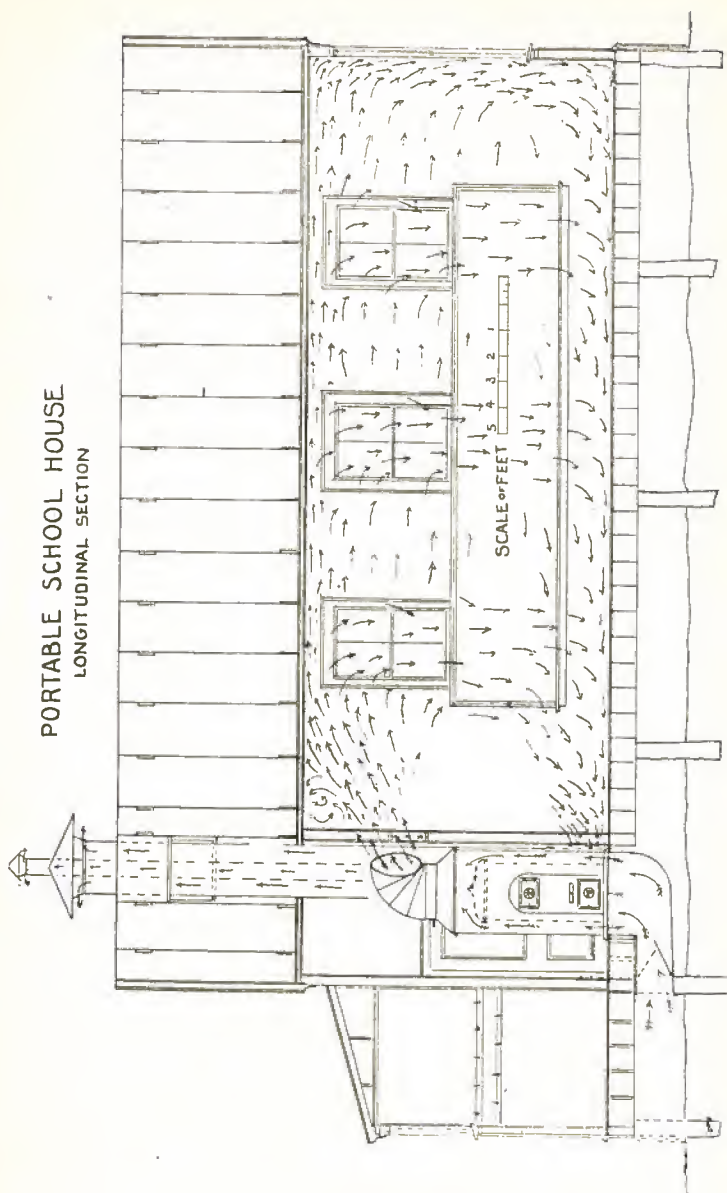 PORTABLE SCHOOL HOUSE
LONGITUDINAL SECTION
(G)
SCALE OF FEET
5 4 3 2 1